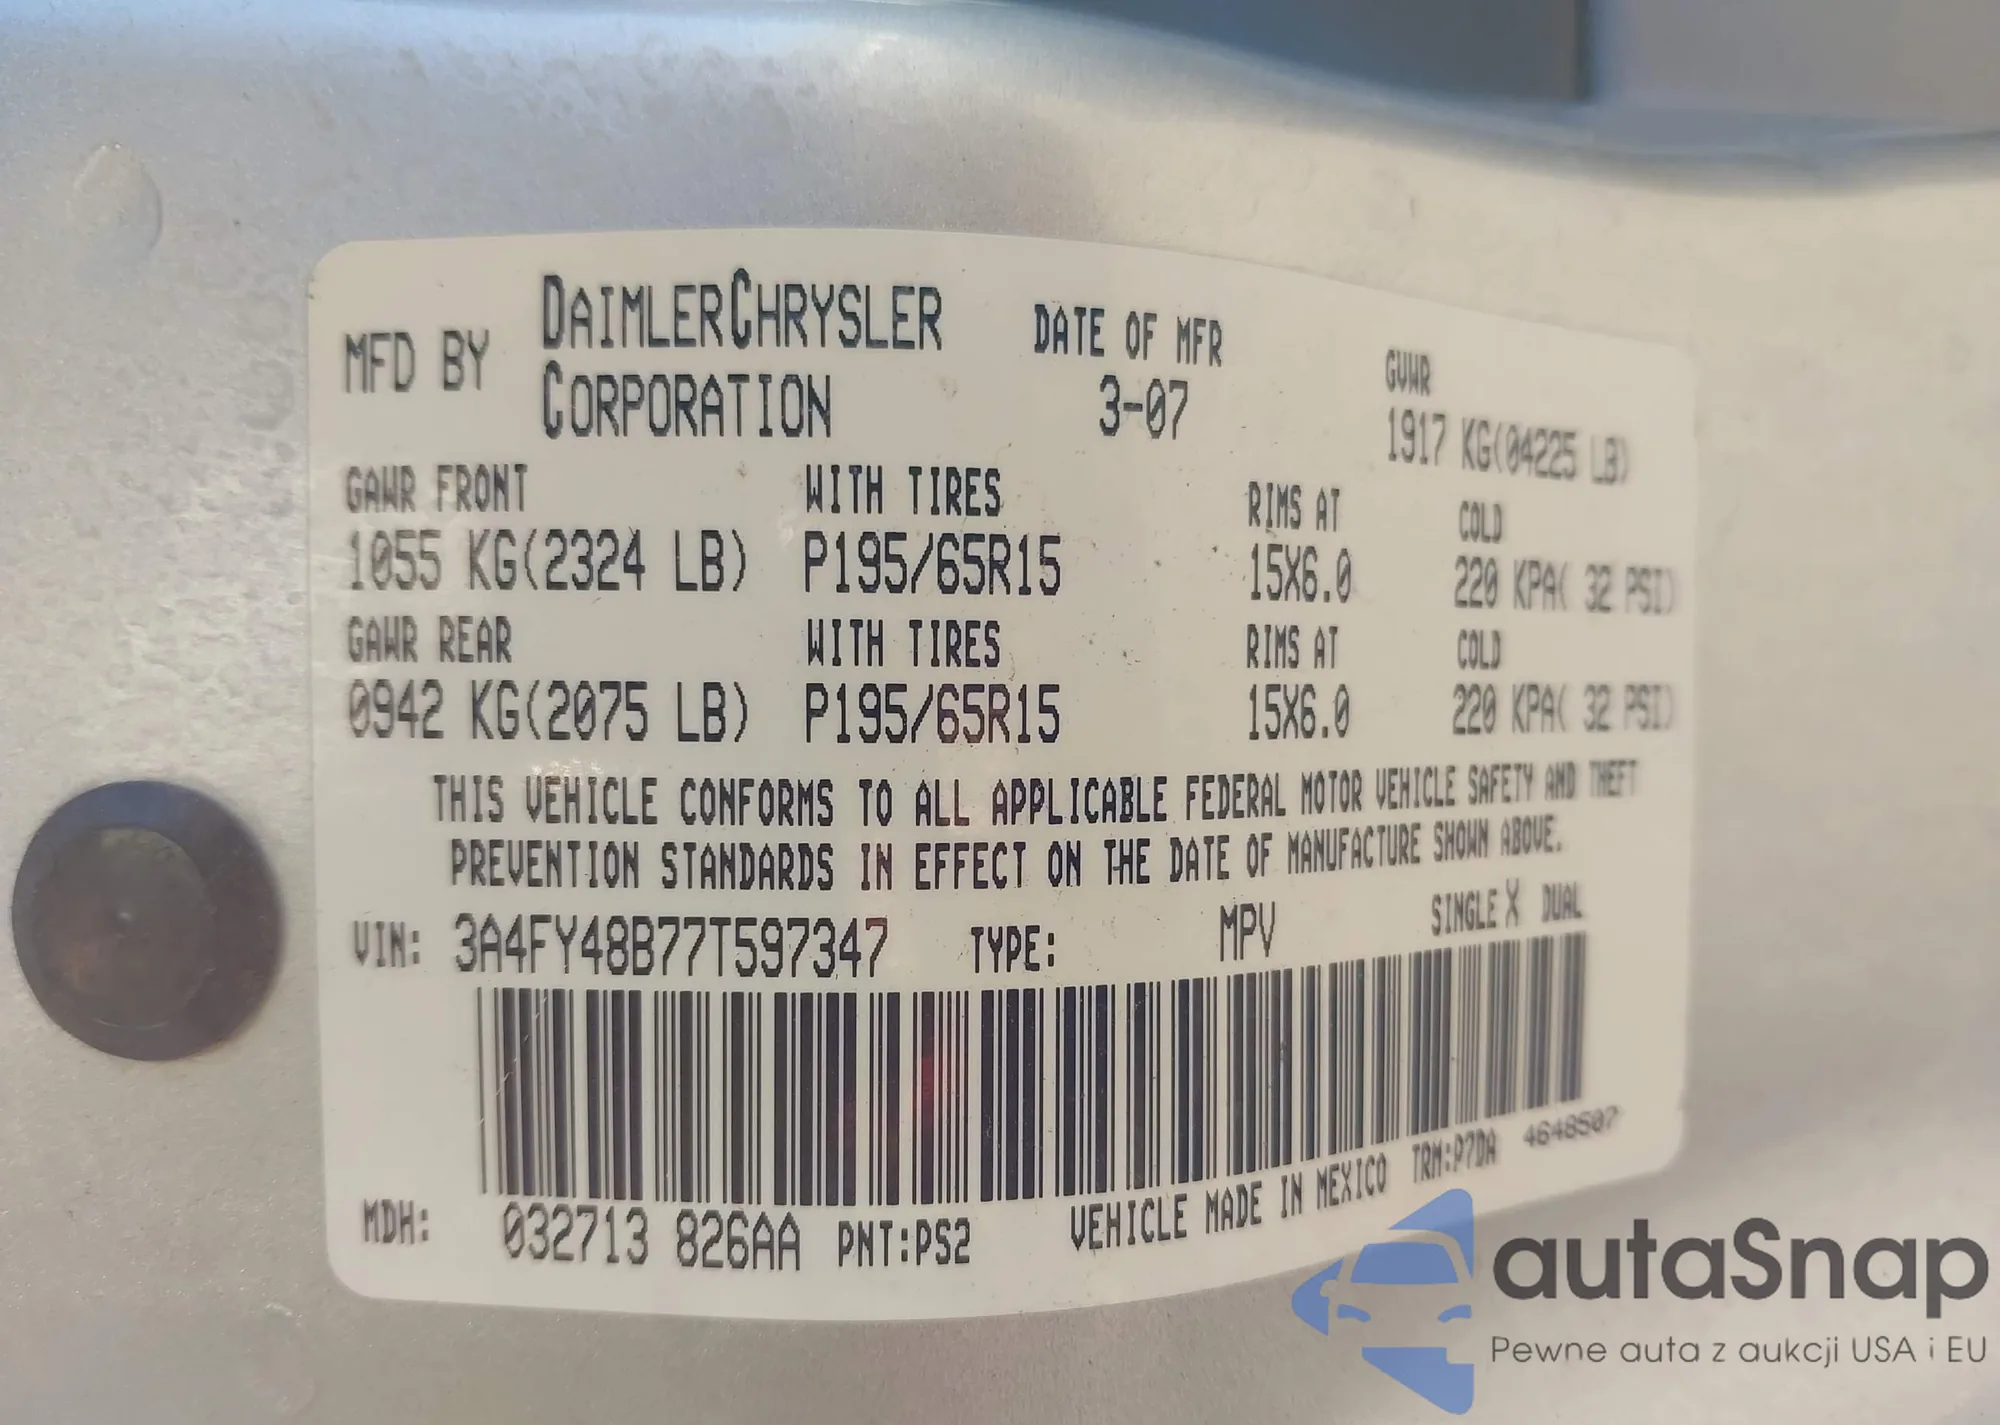 MFD BY DAIMLERCHRYSLER CORPORATION
DATE OF MFR
3-07
GVWR
1917 KG(04225 LB)
GAWR FRONT WITH TIRES RIMS AT COLD
1055 KG(2324 LB) P195/65R15 15X6.0 220 KPA( 32 PSI)
GAWR REAR WITH TIRES RIMS AT COLD
0942 KG(2075 LB) P195/65R15 15X6.0 220 KPA( 32 PSI)
THIS VEHICLE CONFORMS TO ALL APPLICABLE FEDERAL MOTOR VEHICLE SAFETY AND THEFT
PREVENTION STANDARDS IN EFFECT ON THE DATE OF MANUFACTURE SHOWN ABOVE.
VIN: 3A4FY48B77T597347 TYPE: MPV SINGLE X DUAL
MDH: 032713 826AA PNT:PS2 VEHICLE MADE IN MEXICO TRM:P7DA 4648507
autaSnap
Pewne auta z aukcji USA i EU